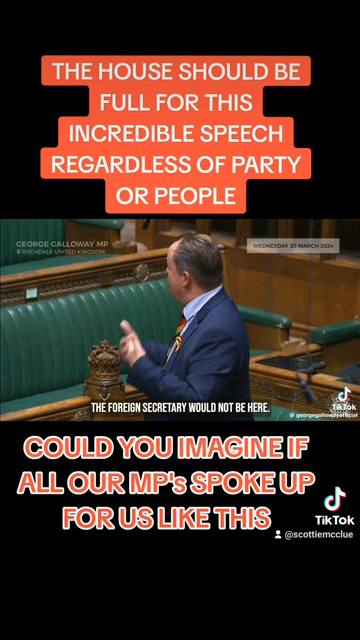 THE HOUSE SHOULD BE
FULL FOR THIS
INCREDIBLE SPEECH
REGARDLESS OF PARTY
OR PEOPLE
GEORGE GALLOWAY MP
ROCHDALE UNITED KINGDOM
WEDNESDAY 20 MARCH 2024
THE FOREIGN SECRETARY WOULD NOT BE HERE.
TikTok
@ georgegallowayofficial
COULD YOU IMAGINE IF
ALL OUR MP's SPOKE UP
FOR US LIKE THIS
TikTok
@scottiemcclue